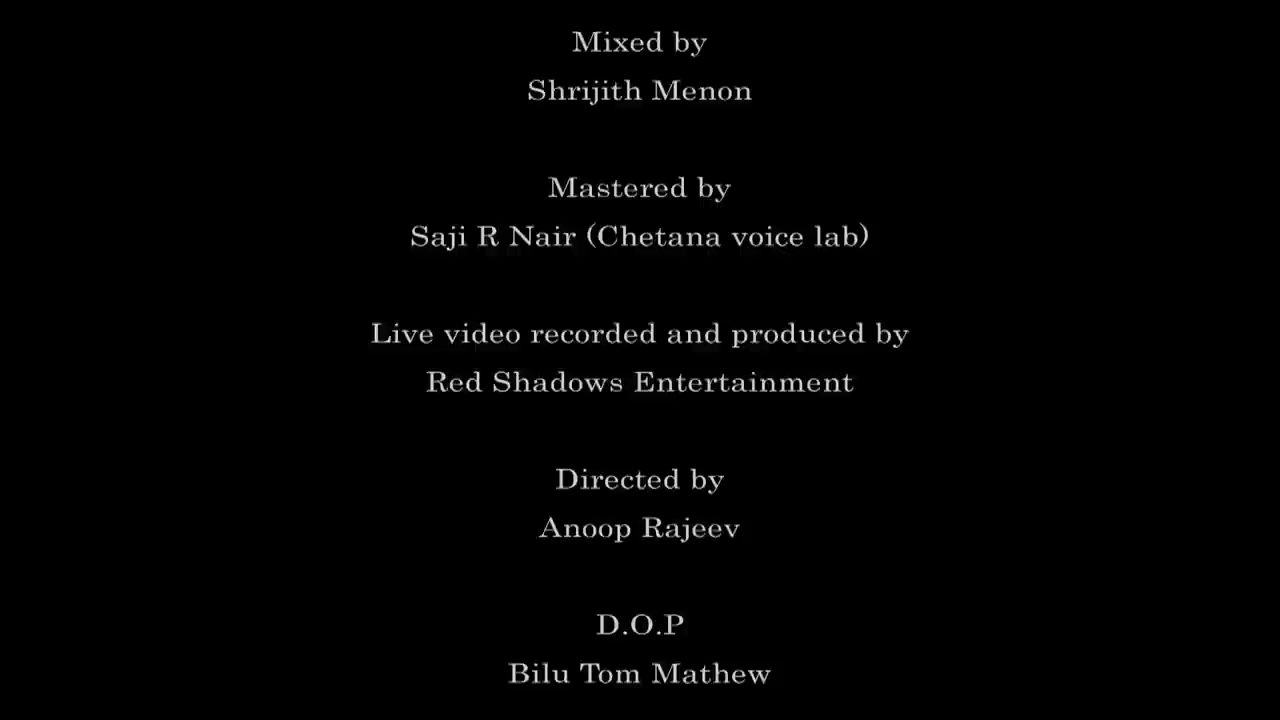 Mixed by
Shrijith Menon
Mastered by
Saji R Nair (Chetana voice lab)
Live video recorded and produced by
Red Shadows Entertainment
Directed by
Anoop Rajeev
D.O.P
Bilu Tom Mathew